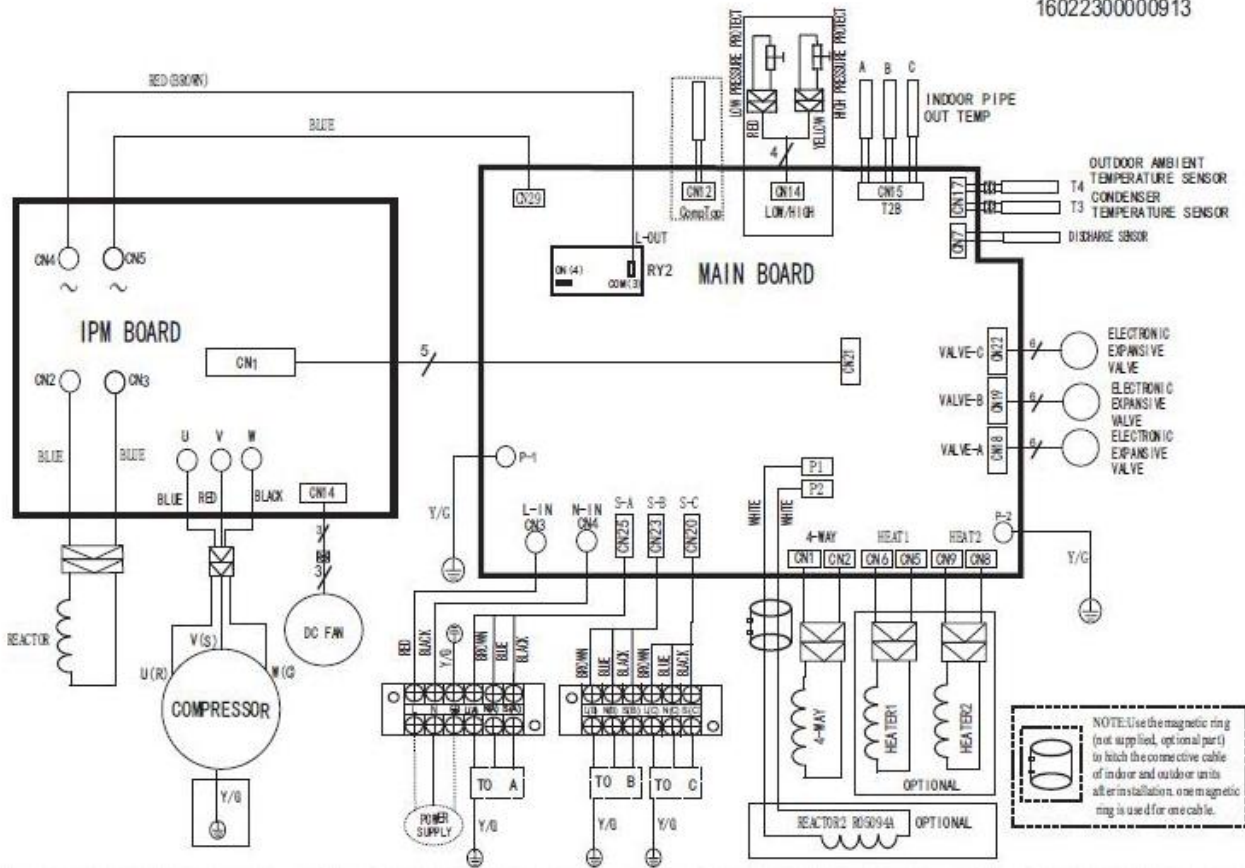 16022300000913
RED(BROWN)
BLUE
LOW PRESSURE PROTECT
HIGH PRESSURE PROTECT
RED
YELLOW
4
A B C
INDOOR PIPE
OUT TEMP
CN29
CN12
CompTop
CN14
LOW/HIGH
CN15
T2B
CN17
T4
OUTDOOR AMBIENT
TEMPERATURE SENSOR
T3
CONDENSER
TEMPERATURE SENSOR
CN7
DISCHARGE SENSOR
L-OUT
ON(4)
COM(3)
RY2
MAIN BOARD
CN4
CN5
~ ~
IPM BOARD
CN1
5
CN21
CN2
CN3
BLUE
BLUE
U V W
BLUE
RED
BLACK
CN14
3
3
DC FAN
REACTOR
V(S)
U(R)
W(C)
COMPRESSOR
Y/G
VALVE-C
CN22
6
ELECTRONIC
EXPANSIVE
VALVE
VALVE-B
CN19
6
ELECTRONIC
EXPANSIVE
VALVE
VALVE-A
CN18
6
ELECTRONIC
EXPANSIVE
VALVE
P-1
Y/G
L-IN
CN3
N-IN
CN4
S-A
CN25
S-B
CN23
S-C
CN20
P1
P2
WHITE
WHITE
4-WAY
CN1
CN2
HEAT1
CN6
CN5
HEAT2
CN9
CN8
P-2
Y/G
RED
BLACK
Y/G
BROWN
BLUE
BLACK
BROWN
BLUE
BLACK
BROWN
BLUE
BLACK
L N L(A) N(A) S(A)
L(B) N(B) S(B) L(C) N(C) S(C)
POWER
SUPPLY
TO A
Y/G
TO B
Y/G
TO C
Y/G
4-WAY
HEATER1
HEATER2
OPTIONAL
REACTOR2 R05094A
OPTIONAL
NOTE:Use the magnetic ring
(not supplied, optional part)
to hitch the connective cable
of indoor and outdoor units
after installation. one magnetic
ring is used for one cable.